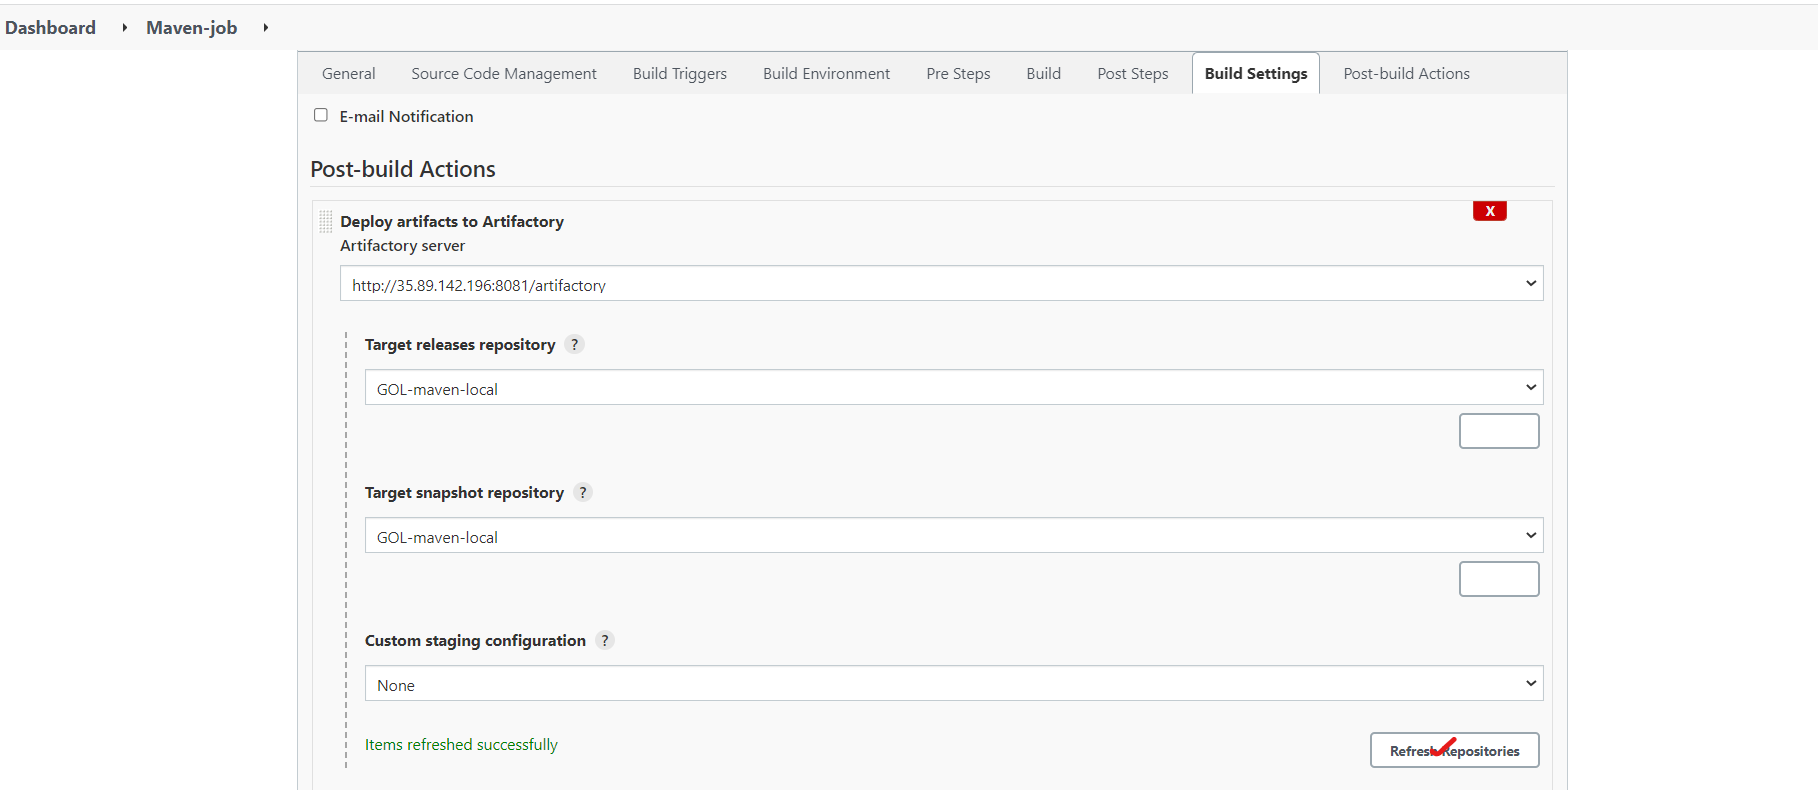 Dashboard Maven-job
General Source Code Management Build Triggers Build Environment Pre Steps Build Post Steps Build Settings Post-build Actions
E-mail Notification
Post-build Actions
X
Deploy artifacts to Artifactory
Artifactory server
http://35.89.142.196:8081/artifactory
Target releases repository ?
GOL-maven-local
Target snapshot repository ?
GOL-maven-local
Custom staging configuration ?
None
Items refreshed successfully
Refresh Repositories